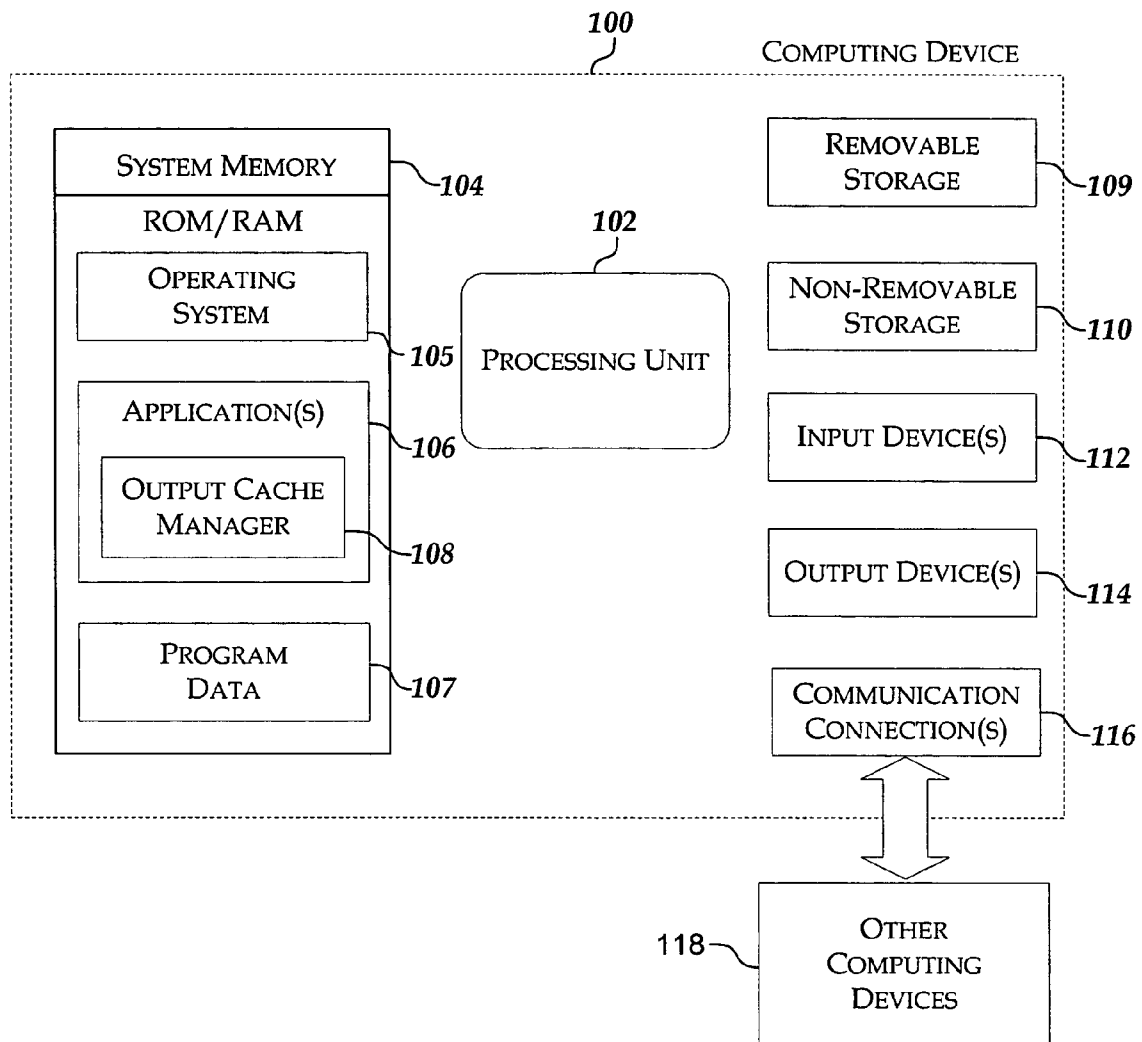 100
COMPUTING DEVICE
SYSTEM MEMORY
104
ROM/RAM
OPERATING
SYSTEM
105
APPLICATION(S)
106
OUTPUT CACHE
MANAGER
108
PROGRAM
DATA
107
102
PROCESSING UNIT
REMOVABLE
STORAGE
109
NON-REMOVABLE
STORAGE
110
INPUT DEVICE(S)
112
OUTPUT DEVICE(S)
114
COMMUNICATION
CONNECTION(S)
116
118
OTHER
COMPUTING
DEVICES